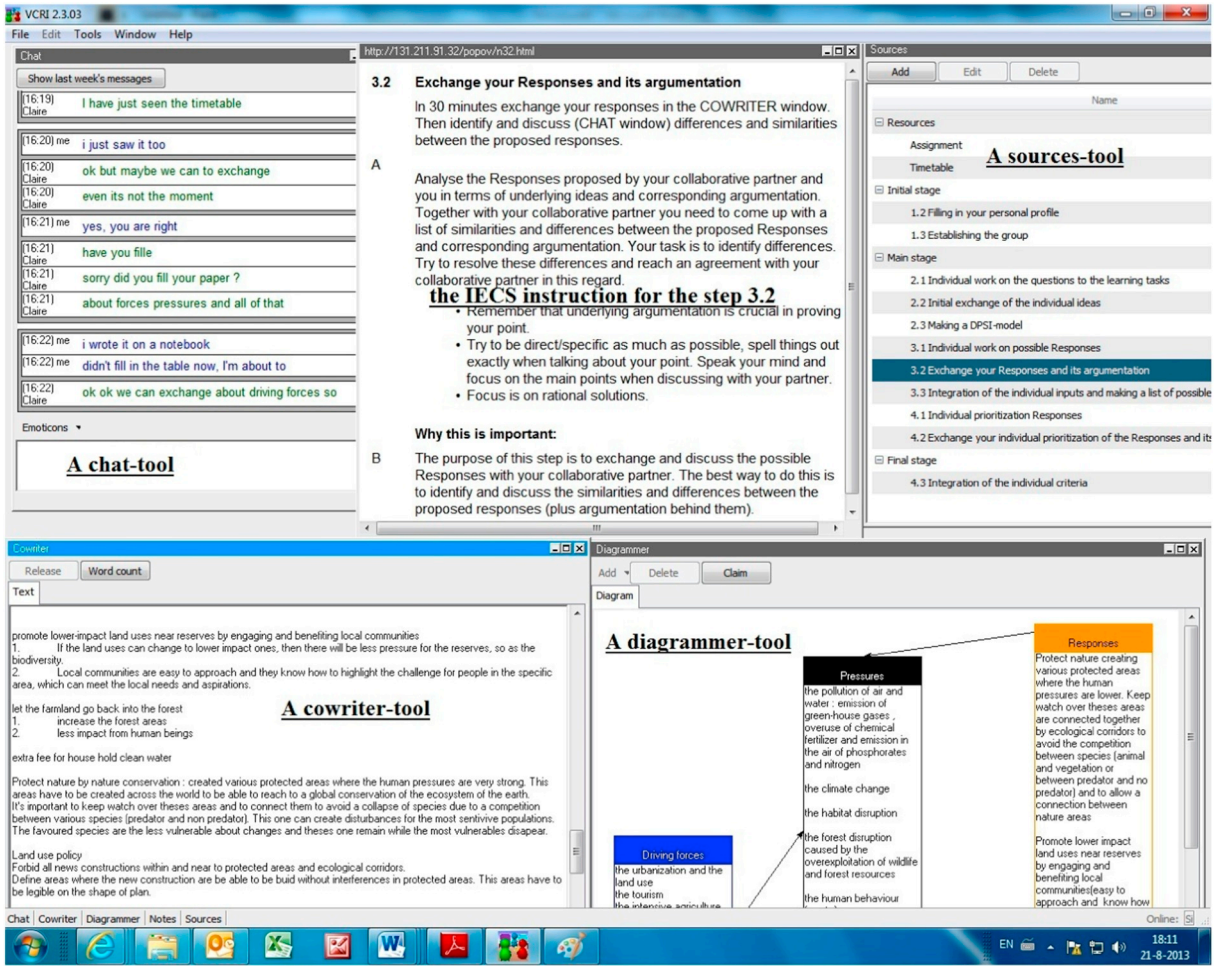 VCRI 2.3.03
File Edit Tools Window Help
Chat
Show last week's messages
(16:19) Claire I have just seen the timetable
(16:20) me i just saw it too
(16:20) Claire ok but maybe we can to exchange
(16:20) Claire even its not the moment
(16:21) me yes, you are right
(16:21) Claire have you fille
(16:21) Claire sorry did you fill your paper ?
(16:21) Claire about forces pressures and all of that
(16:22) me i wrote it on a notebook
(16:22) me didn't fill in the table now, I'm about to
(16:22) Claire ok ok we can exchange about driving forces so
Emoticons
A chat-tool
http://131.211.91.32/popov/n32.html
3.2 Exchange your Responses and its argumentation
In 30 minutes exchange your responses in the COWRITER window.
Then identify and discuss (CHAT window) differences and similarities
between the proposed responses.
A
Analyse the Responses proposed by your collaborative partner and
you in terms of underlying ideas and corresponding argumentation.
Together with your collaborative partner you need to come up with a
list of similarities and differences between the proposed Responses
and corresponding argumentation. Your task is to identify differences.
Try to resolve these differences and reach an agreement with your
collaborative partner in this regard.
the IECS instruction for the step 3.2
• Remember that underlying argumentation is crucial in proving
your point.
• Try to be direct/specific as much as possible, spell things out
exactly when talking about your point. Speak your mind and
focus on the main points when discussing with your partner.
• Focus is on rational solutions.
Why this is important:
B The purpose of this step is to exchange and discuss the possible
Responses with your collaborative partner. The best way to do this is
to identify and discuss the similarities and differences between the
proposed responses (plus argumentation behind them).
Sources
Add Edit Delete
Name
Resources
Assignment
A sources-tool
Timetable
Initial stage
1.2 Filling in your personal profile
1.3 Establishing the group
Main stage
2.1 Individual work on the questions to the learning tasks
2.2 Initial exchange of the individual ideas
2.3 Making a DPSI-model
3.1 Individual work on possible Responses
3.2 Exchange your Responses and its argumentation
3.3 Integration of the individual inputs and making a list of possible
4.1 Individual prioritization Responses
4.2 Exchange your individual prioritization of the Responses and its
Final stage
4.3 Integration of the individual criteria
Cowriter
Release Word count
Text
promote lower-impact land uses near reserves by engaging and benefiting local communities
1. If the land uses can change to lower impact ones, then there will be less pressure for the reserves, so as the
biodiversity.
2. Local communities are easy to approach and they know how to highlight the challenge for people in the specific
area, which can meet the local needs and aspirations.
let the farmland go back into the forest
1. increase the forest areas
2. less impact from human beings
A cowriter-tool
extra fee for house hold clean water
Protect nature by nature conservation : created various protected areas where the human pressures are very strong. This
areas have to be created across the world to be able to reach to a global conservation of the ecosystem of the earth.
It's important to keep watch over theses areas and to connect them to avoid a collapse of species due to a competition
between various species (predator and non predator). This one can create disturbances for the most sentivive populations.
The favoured species are the less vulnerable about changes and theses one remain while the most vulnerables disapear.
Land use policy
Forbid all news constructions within and near to protected areas and ecological corridors.
Define areas where the new construction are be able to be buid without interferences in protected areas. This areas have to
be legible on the shape of plan.
Diagrammer
Add Delete Claim
Diagram
A diagrammer-tool
Driving forces
the urbanization and the
land use
the tourism
the intensive agriculture
Pressures
the pollution of air and
water : emission of
green-house gases ,
overuse of chemical
fertilizer and emission in
the air of phosphorates
and nitrogen
the climate change
the habitat disruption
the forest disruption
caused by the
overexploitation of wildlife
and forest resources
the human behaviour
Responses
Protect nature creating
various protected areas
where the human
pressures are lower. Keep
watch over theses areas
are connected together
by ecological corridors to
avoid the competition
between species (animal
and vegetation or
between predator and no
predator) and to allow a
connection between
nature areas
Promote lower impact
land uses near reserves
by engaging and
benefiting local
communities(easy to
approach and know how
Chat Cowriter Diagrammer Notes Sources
Online: Si
EN
18:11
21-8-2013